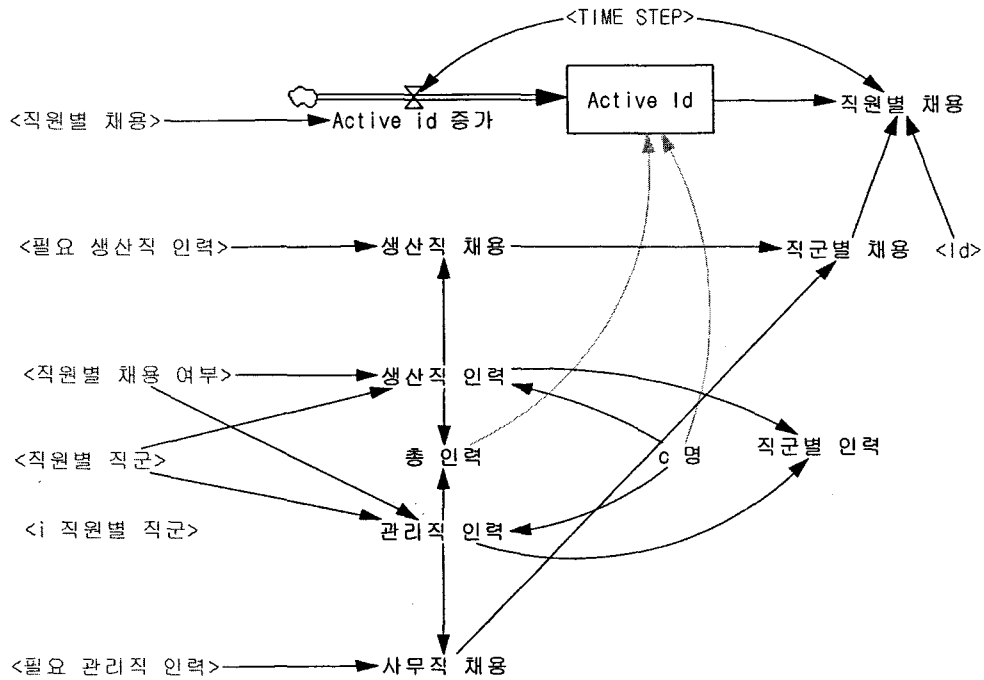 <TIME STEP>
Active Id
직원별 채용
<직원별 채용>
Active id 증가
<필요 생산직 인력>
생산직 채용
직군별 채용
<Id>
<직원별 채용 여부>
생산직 인력
<직원별 직군>
총 인력
c 명
직군별 인력
<i 직원별 직군>
관리직 인력
<필요 관리직 인력>
사무직 채용